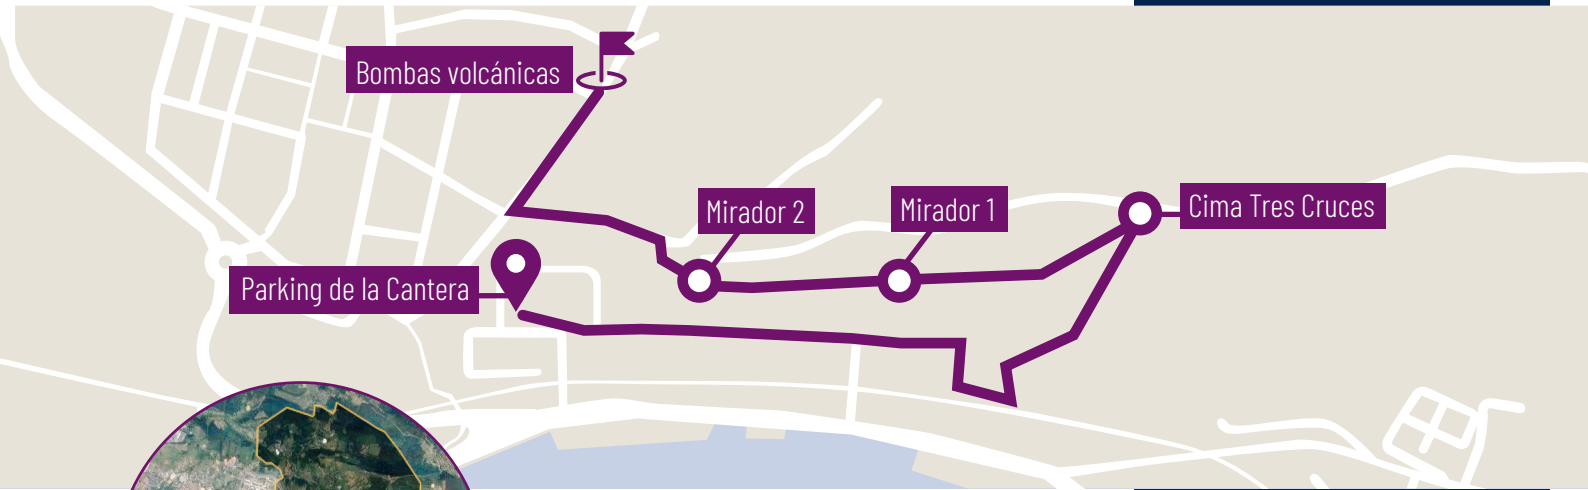 Bombas volcánicas
Mirador 2
Mirador 1
Cima Tres Cruces
Parking de la Cantera